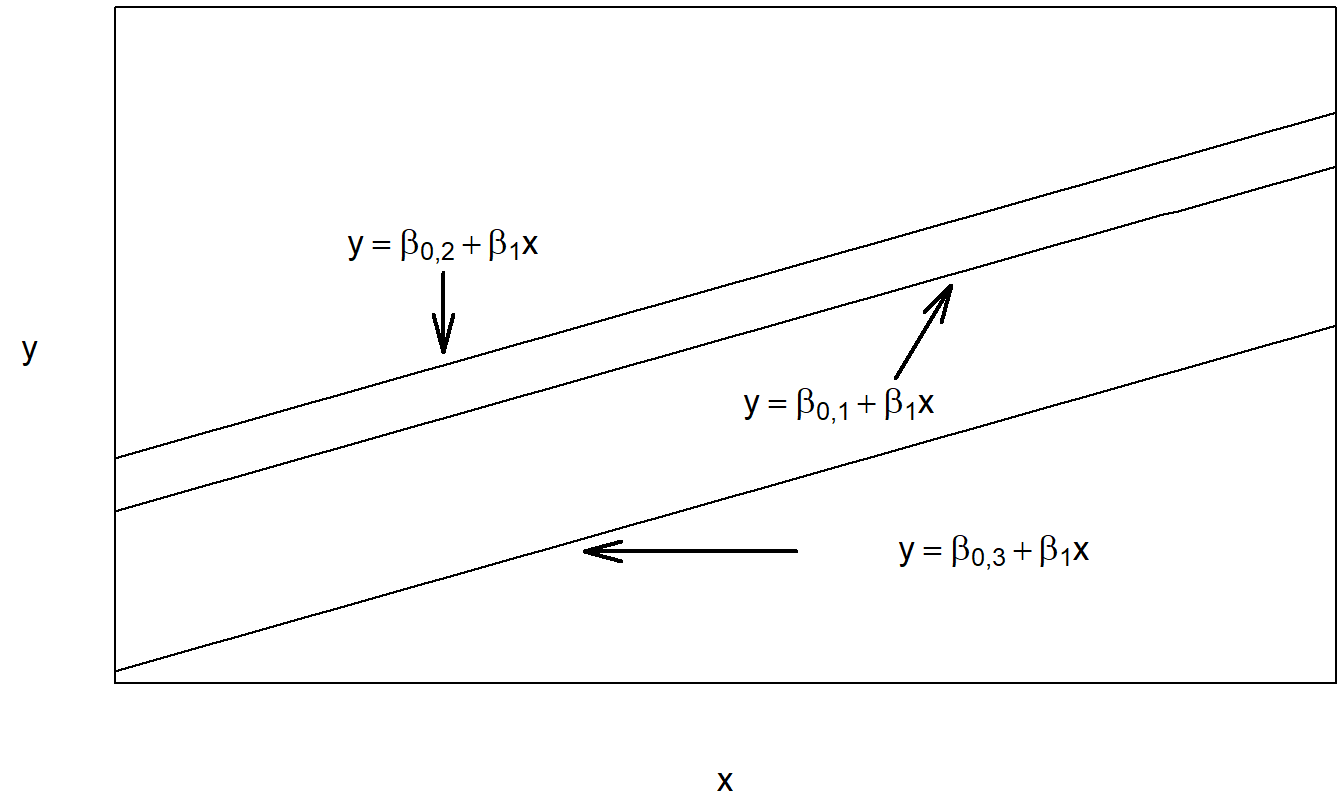 y = β₀,₂ + β₁x
y
y = β₀,₁ + β₁x
y = β₀,₃ + β₁x
x